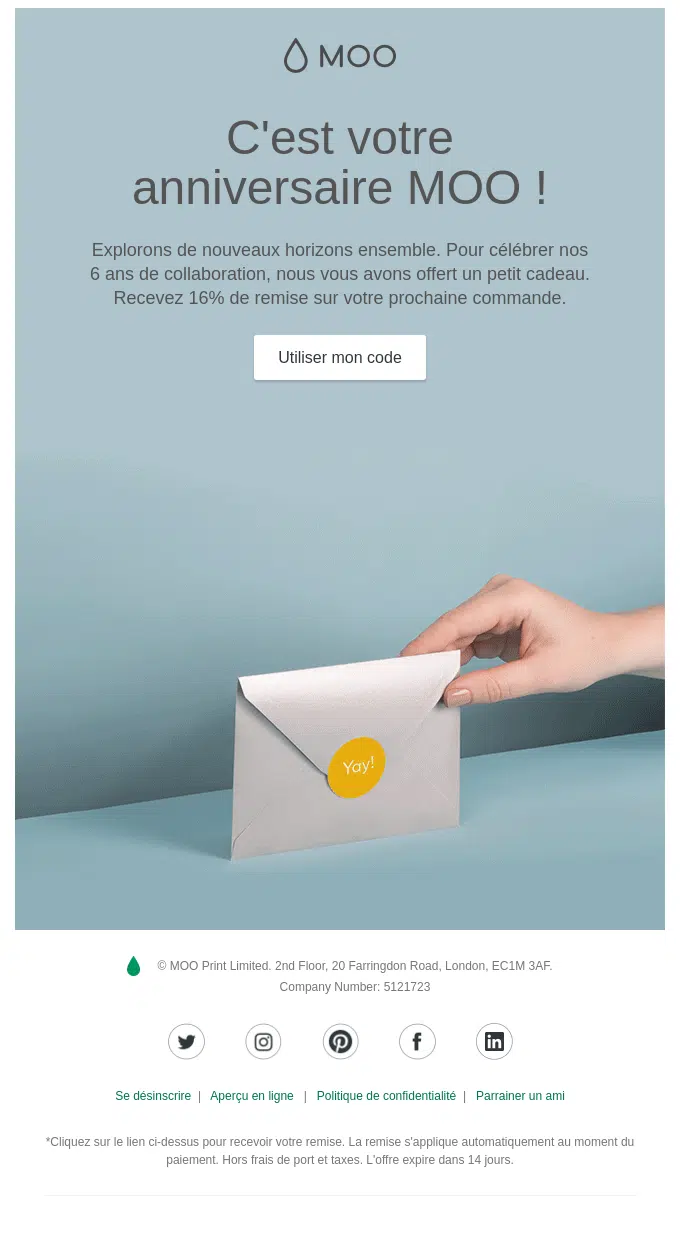 MOO
C'est votre
anniversaire MOO !
Explorons de nouveaux horizons ensemble. Pour célébrer nos
6 ans de collaboration, nous vous avons offert un petit cadeau.
Recevez 16% de remise sur votre prochaine commande.
Utiliser mon code
Yay!
© MOO Print Limited. 2nd Floor, 20 Farringdon Road, London, EC1M 3AF.
Company Number: 5121723
Se désinscrire | Aperçu en ligne | Politique de confidentialité | Parrainer un ami
*Cliquez sur le lien ci-dessus pour recevoir votre remise. La remise s'applique automatiquement au moment du
paiement. Hors frais de port et taxes. L'offre expire dans 14 jours.